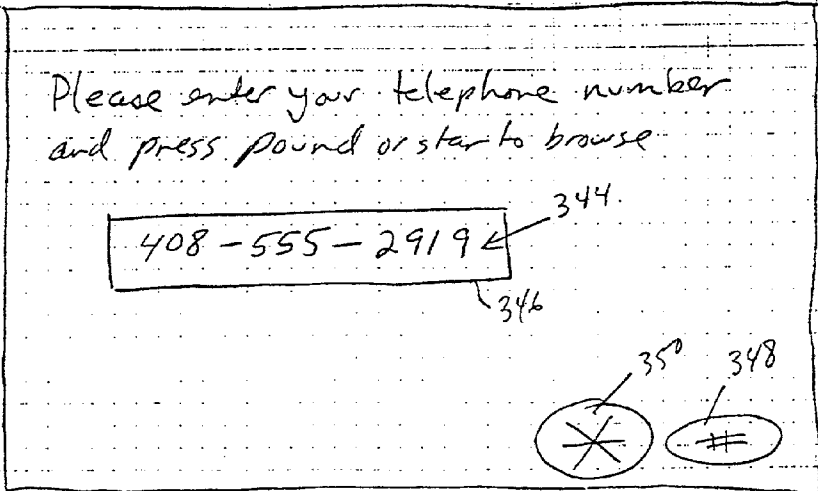 Please enter your telephone number
and press pound or star to browse
344
408-555-2919
346
350 348
* #